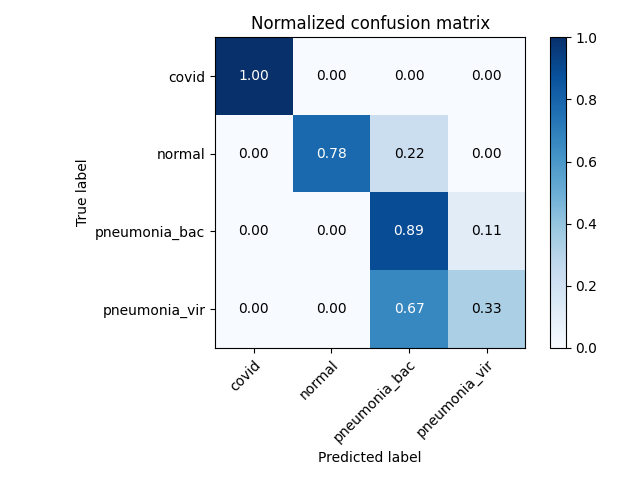 Normalized confusion matrix
covid 1.00 0.00 0.00 0.00
normal 0.00 0.78 0.22 0.00
pneumonia_bac 0.00 0.00 0.89 0.11
pneumonia_vir 0.00 0.00 0.67 0.33
covid normal pneumonia_bac pneumonia_vir
True label
Predicted label
1.0
0.8
0.6
0.4
0.2
0.0